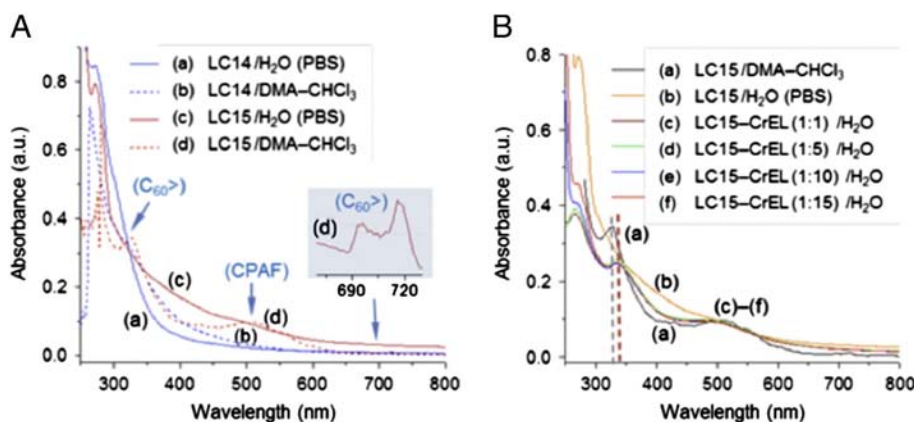 A
Absorbance (a.u.)
0.8
0.6
0.4
0.2
0.0
300 400 500 600 700 800
Wavelength (nm)
(a) LC14/H₂O (PBS)
(b) LC14/DMA–CHCl₃
(c) LC15/H₂O (PBS)
(d) LC15/DMA–CHCl₃
(C₆₀>)
(C₆₀>)
(d)
690 720
(CPAF)
(c)
(d)
(a)
(b)
B
Absorbance (a.u.)
0.8
0.6
0.4
0.2
0.0
300 400 500 600 700 800
Wavelength (nm)
(a) LC15/DMA–CHCl₃
(b) LC15/H₂O (PBS)
(c) LC15–CrEL (1:1) /H₂O
(d) LC15–CrEL (1:5) /H₂O
(e) LC15–CrEL (1:10) /H₂O
(f) LC15–CrEL (1:15) /H₂O
(a)
(b)
(c)–(f)
(a)